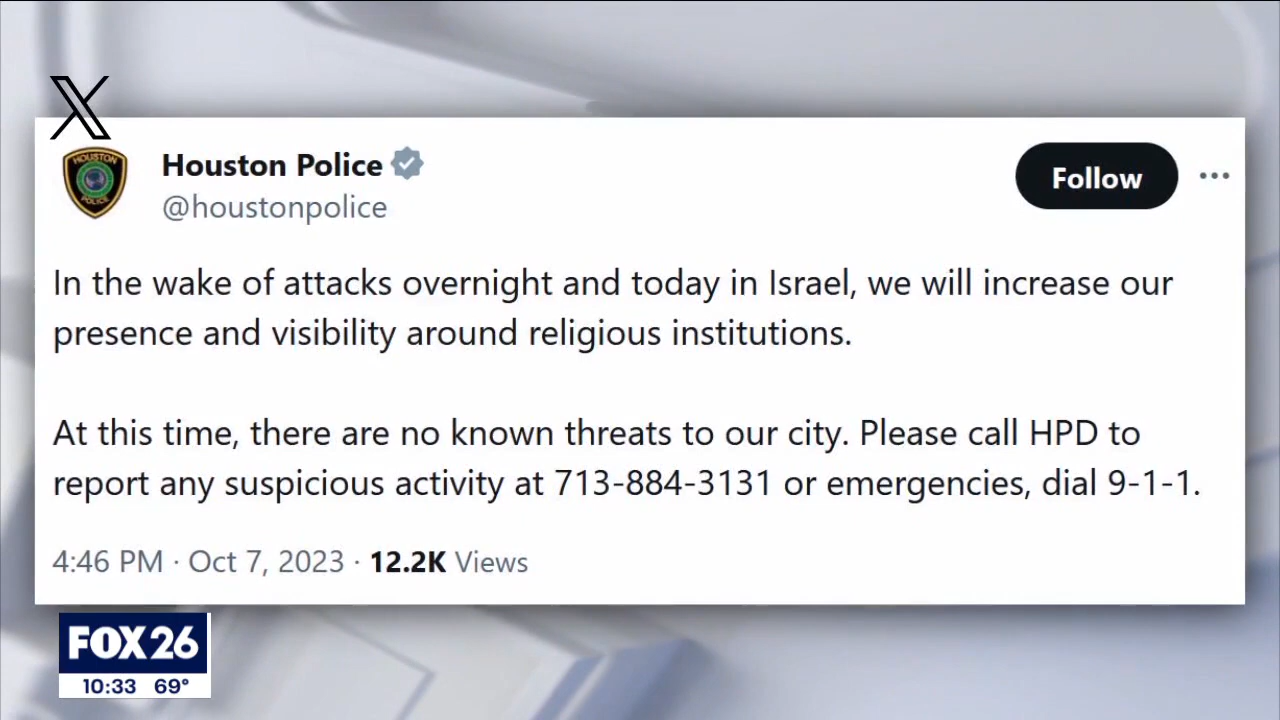 X
HOUSTON
POLICE
Houston Police
@houstonpolice
Follow
In the wake of attacks overnight and today in Israel, we will increase our
presence and visibility around religious institutions.
At this time, there are no known threats to our city. Please call HPD to
report any suspicious activity at 713-884-3131 or emergencies, dial 9-1-1.
4:46 PM · Oct 7, 2023 · 12.2K Views
FOX 26
10:33 69°